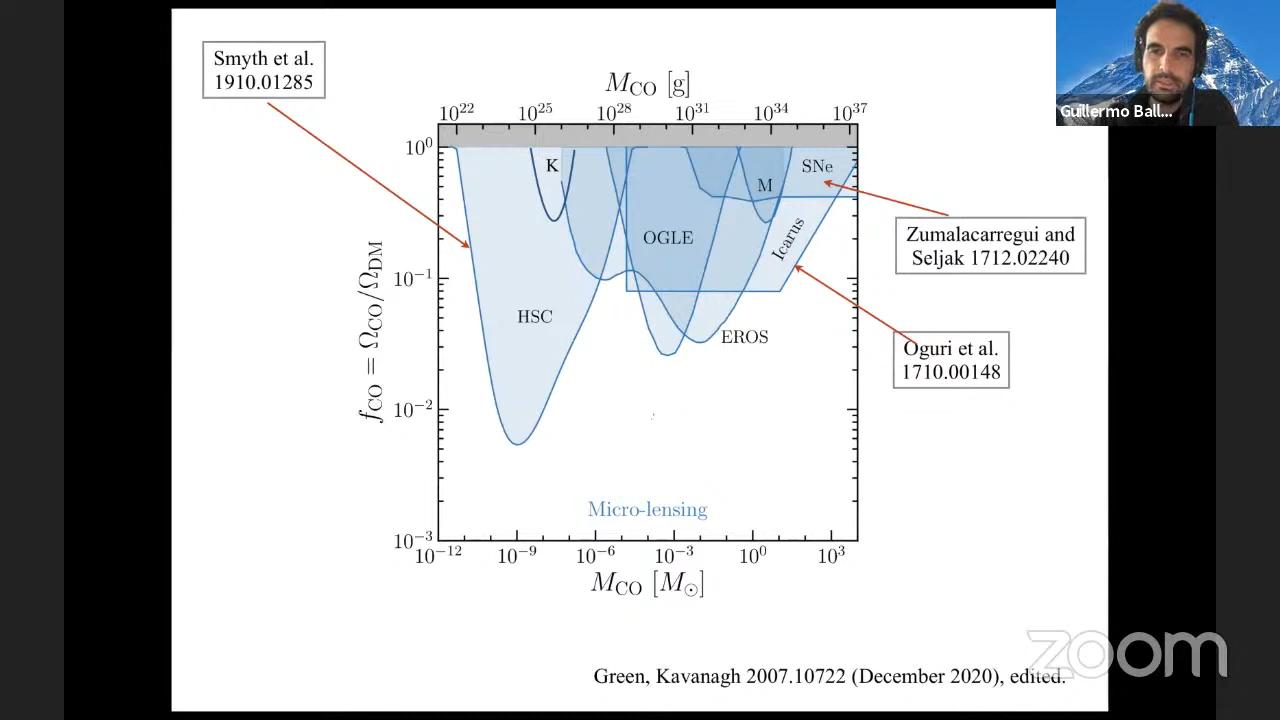 Smyth et al.
1910.01285
Guillermo Ball...
M_CO [g]
10^22 10^25 10^28 10^31 10^34 10^37
10^0
10^−1
10^−2
10^−3
f_CO = Ω_CO/Ω_DM
K
M
SNe
OGLE
Icarus
HSC
EROS
Micro-lensing
10^−12 10^−9 10^−6 10^−3 10^0 10^3
M_CO [M_⊙]
Zumalacarregui and
Seljak 1712.02240
Oguri et al.
1710.00148
zoom
Green, Kavanagh 2007.10722 (December 2020), edited.